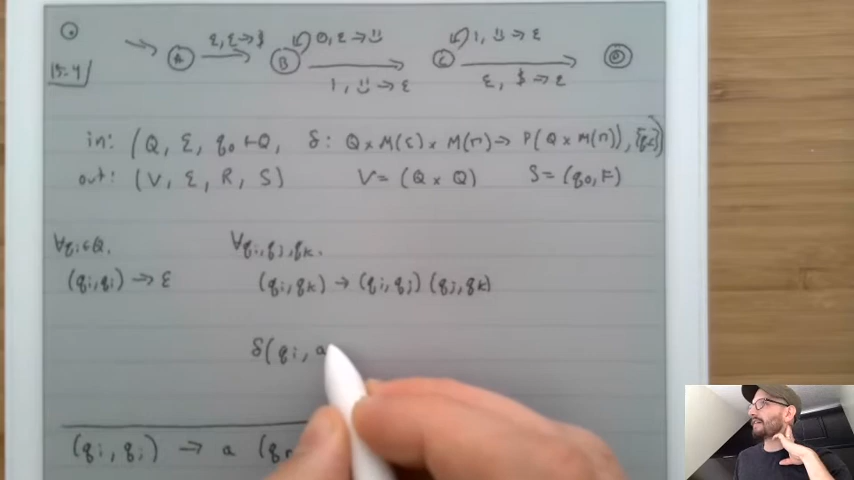 ε, ε → $ 0, ε → ☺ 1, ☺ → ε
A B C D
15-4/ 1, ☺ → ε ε, $ → ε
in: (Q, Σ, q0 ∈ Q, δ: Q × M(Σ) × M(Γ) → P(Q × M(Γ)), {qF})
out: (V, Σ, R, S) V = (Q × Q) S = (q0, F)
∀qi∈Q. ∀qi,qj,qk.
(qi,qi) → ε (qi,qk) → (qi,qj) (qj,qk)
δ(qi, a
(qi,qj) → a (q